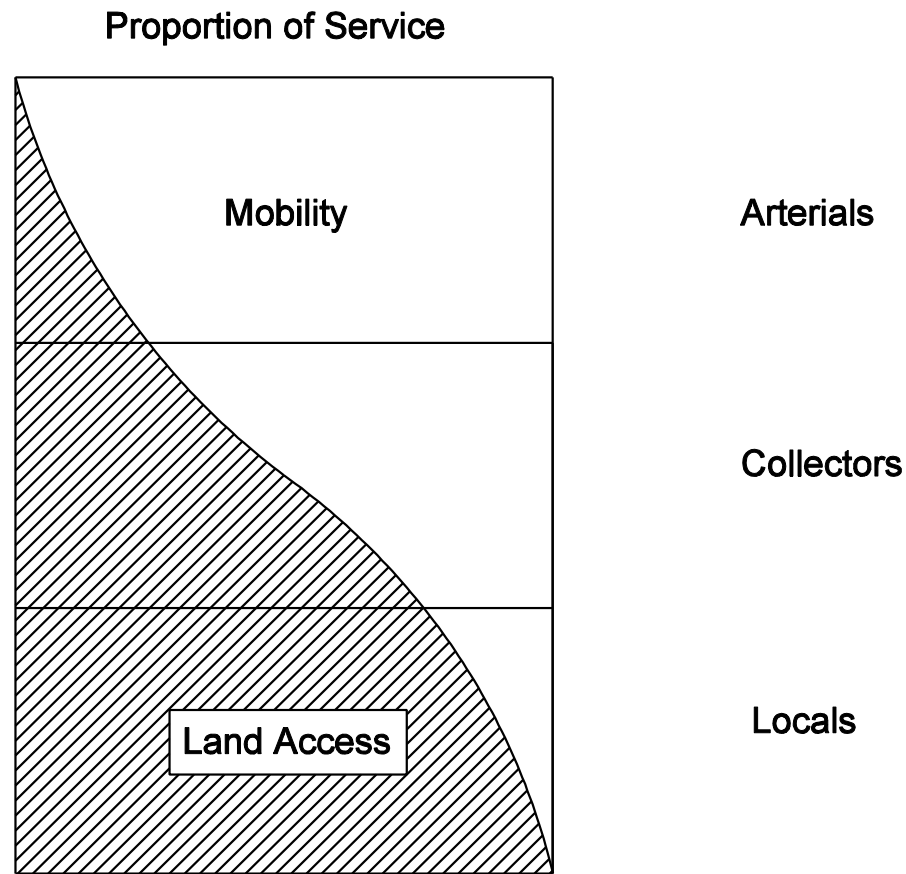 Proportion of Service
Mobility
Arterials
Collectors
Locals
Land Access